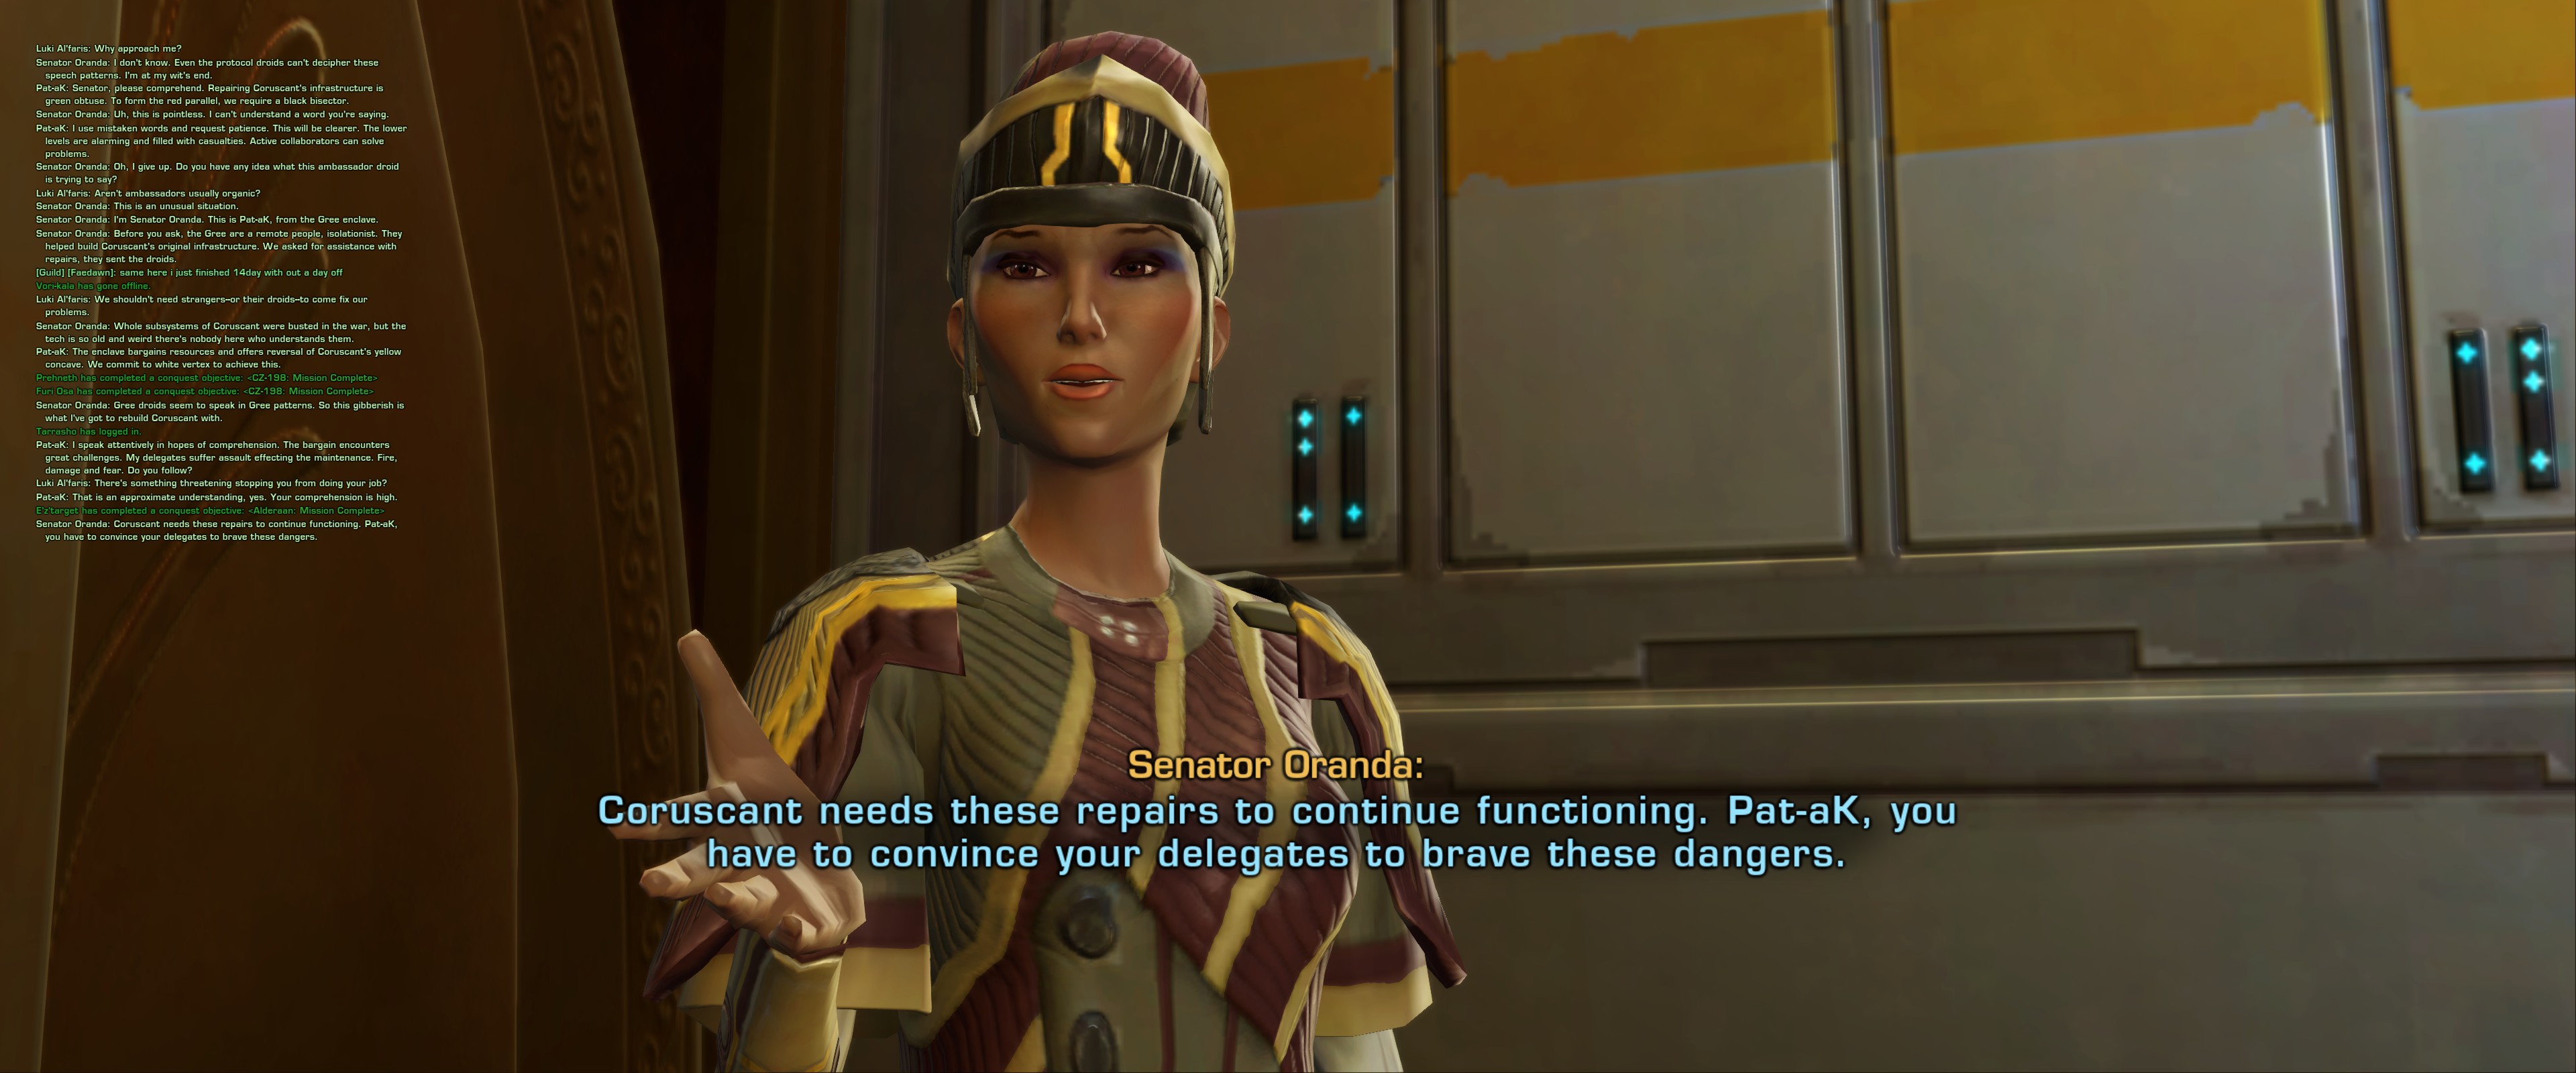 Luki Al'faris: Why approach me?
Senator Oranda: I don't know. Even the protocol droids can't decipher these
speech patterns. I'm at my wit's end.
Pat-aK: Senator, please comprehend. Repairing Coruscant's infrastructure is
green obtuse. To form the red parallel, we require a black bisector.
Senator Oranda: Uh, this is pointless. I can't understand a word you're saying.
Pat-aK: I use mistaken words and request patience. This will be clearer. The lower
levels are alarming and filled with casualties. Active collaborators can solve
problems.
Senator Oranda: Oh, I give up. Do you have any idea what this ambassador droid
is trying to say?
Luki Al'faris: Aren't ambassadors usually organic?
Senator Oranda: This is an unusual situation.
Senator Oranda: I'm Senator Oranda. This is Pat-aK, from the Gree enclave.
Senator Oranda: Before you ask, the Gree are a remote people, isolationist. They
helped build Coruscant's original infrastructure. We asked for assistance with
repairs, they sent the droids.
[Guild] [Faedawn]: same here i just finished 14day with out a day off
Vori-kala has gone offline.
Luki Al'faris: We shouldn't need strangers–or their droids–to come fix our
problems.
Senator Oranda: Whole subsystems of Coruscant were busted in the war, but the
tech is so old and weird there's nobody here who understands them.
Pat-aK: The enclave bargains resources and offers reversal of Coruscant's yellow
concave. We commit to white vertex to achieve this.
Prehneth has completed a conquest objective: <CZ-198: Mission Complete>
Furi Osa has completed a conquest objective: <CZ-198: Mission Complete>
Senator Oranda: Gree droids seem to speak in Gree patterns. So this gibberish is
what I've got to rebuild Coruscant with.
Tarrasho has logged in.
Pat-aK: I speak attentively in hopes of comprehension. The bargain encounters
great challenges. My delegates suffer assault effecting the maintenance. Fire,
damage and fear. Do you follow?
Luki Al'faris: There's something threatening stopping you from doing your job?
Pat-aK: That is an approximate understanding, yes. Your comprehension is high.
E'z'target has completed a conquest objective: <Alderaan: Mission Complete>
Senator Oranda: Coruscant needs these repairs to continue functioning. Pat-aK,
you have to convince your delegates to brave these dangers.
Senator Oranda:
Coruscant needs these repairs to continue functioning. Pat-aK, you
have to convince your delegates to brave these dangers.